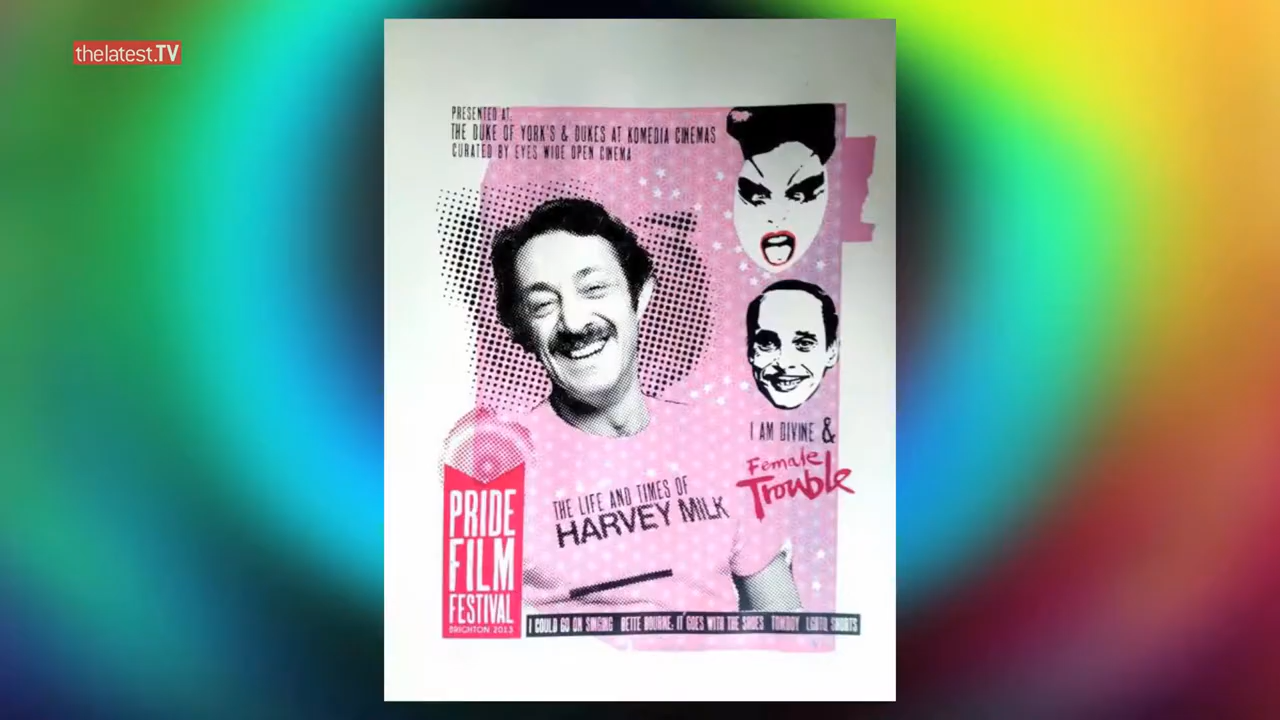 thelatest.TV
PRESENTED AT:
THE DUKE OF YORK'S & DUKES AT KOMEDIA CINEMAS
CURATED BY EYES WIDE OPEN CINEMA
I AM DIVINE &
Female
Trouble
THE LIFE AND TIMES OF
HARVEY MILK
PRIDE
FILM
FESTIVAL
BRIGHTON 2013
I COULD GO ON SINGING BETTE BOURNE: IT GOES WITH THE SHOES TOMBOY LGBTU SHORTS